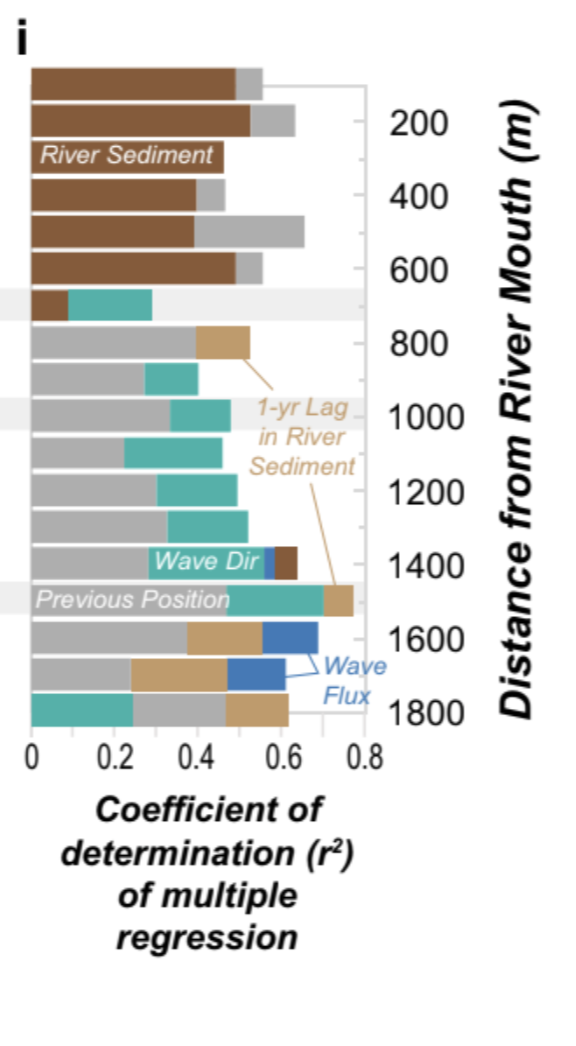 i
200
River Sediment
400
600
800
1-yr Lag
in River
Sediment
1000
1200
Wave Dir
1400
Previous Position
1600
Wave
Flux
1800
Distance from River Mouth (m)
0 0.2 0.4 0.6 0.8
Coefficient of
determination (r²)
of multiple
regression